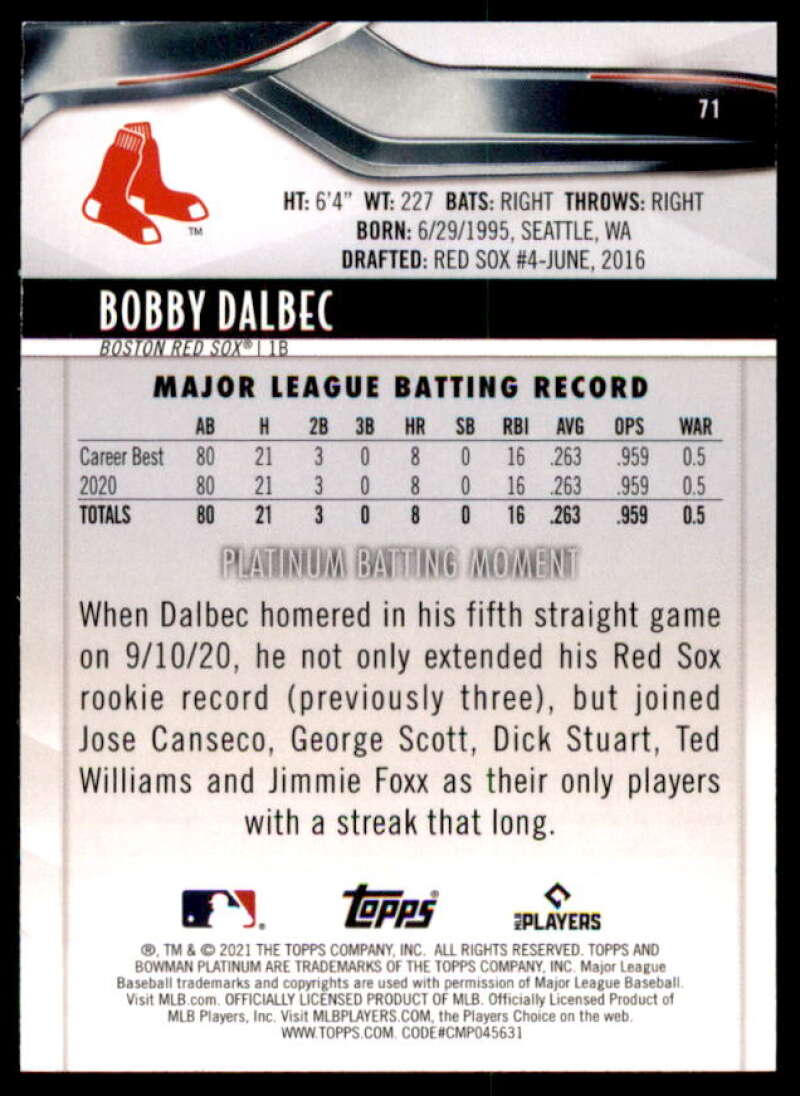 71
TM
HT: 6'4" WT: 227 BATS: RIGHT THROWS: RIGHT
BORN: 6/29/1995, SEATTLE, WA
DRAFTED: RED SOX #4-JUNE, 2016
BOBBY DALBEC
BOSTON RED SOX® | 1B
MAJOR LEAGUE BATTING RECORD
AB H 2B 3B HR SB RBI AVG OPS WAR
Career Best 80 21 3 0 8 0 16 .263 .959 0.5
2020 80 21 3 0 8 0 16 .263 .959 0.5
TOTALS 80 21 3 0 8 0 16 .263 .959 0.5
PLATINUM BATTING MOMENT
When Dalbec homered in his fifth straight game
on 9/10/20, he not only extended his Red Sox
rookie record (previously three), but joined
Jose Canseco, George Scott, Dick Stuart, Ted
Williams and Jimmie Foxx as their only players
with a streak that long.
Topps® MLB PLAYERS
®, TM & © 2021 THE TOPPS COMPANY, INC. ALL RIGHTS RESERVED. TOPPS AND
BOWMAN PLATINUM ARE TRADEMARKS OF THE TOPPS COMPANY, INC. Major League
Baseball trademarks and copyrights are used with permission of Major League Baseball.
Visit MLB.com. OFFICIALLY LICENSED PRODUCT OF MLB. Officially Licensed Product of
MLB Players, Inc. Visit MLBPLAYERS.COM, the Players Choice on the web.
WWW.TOPPS.COM. CODE#CMP045631